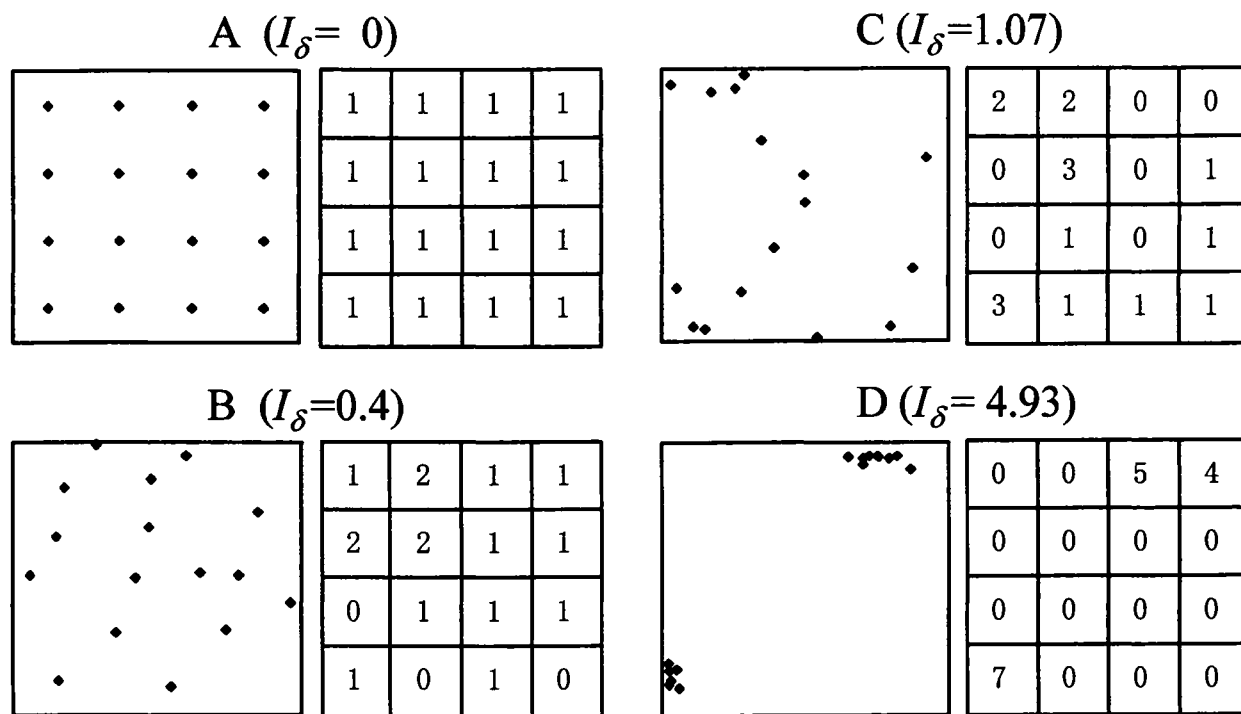 A (Iδ= 0)
1 1 1 1
1 1 1 1
1 1 1 1
1 1 1 1
B (Iδ=0.4)
1 2 1 1
2 2 1 1
0 1 1 1
1 0 1 0
C (Iδ=1.07)
2 2 0 0
0 3 0 1
0 1 0 1
3 1 1 1
D (Iδ= 4.93)
0 0 5 4
0 0 0 0
0 0 0 0
7 0 0 0